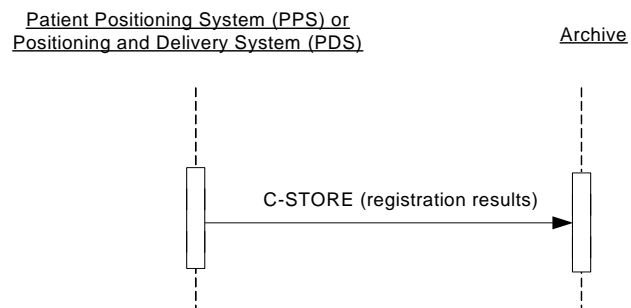 Patient Positioning System (PPS) or
Positioning and Delivery System (PDS)
Archive
C-STORE (registration results)